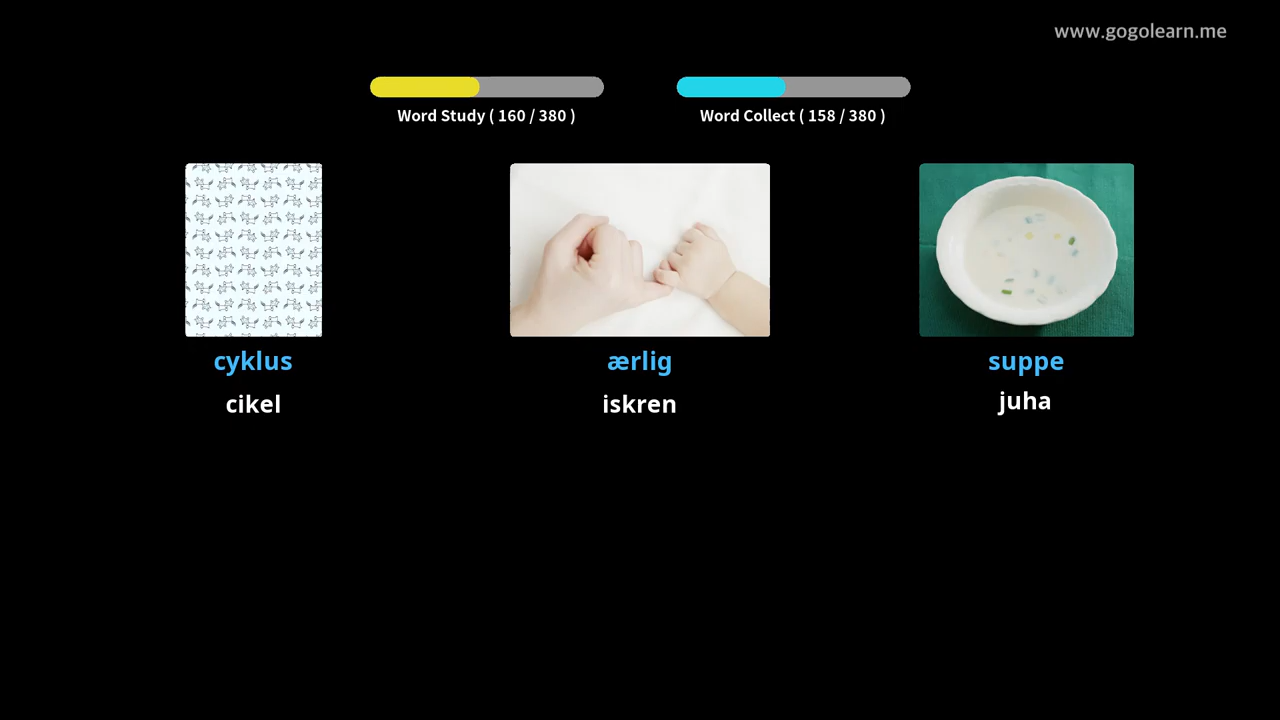 www.gogolearn.me
Word Study ( 160 / 380 )
Word Collect ( 158 / 380 )
cyklus
cikel
ærlig
iskren
suppe
juha